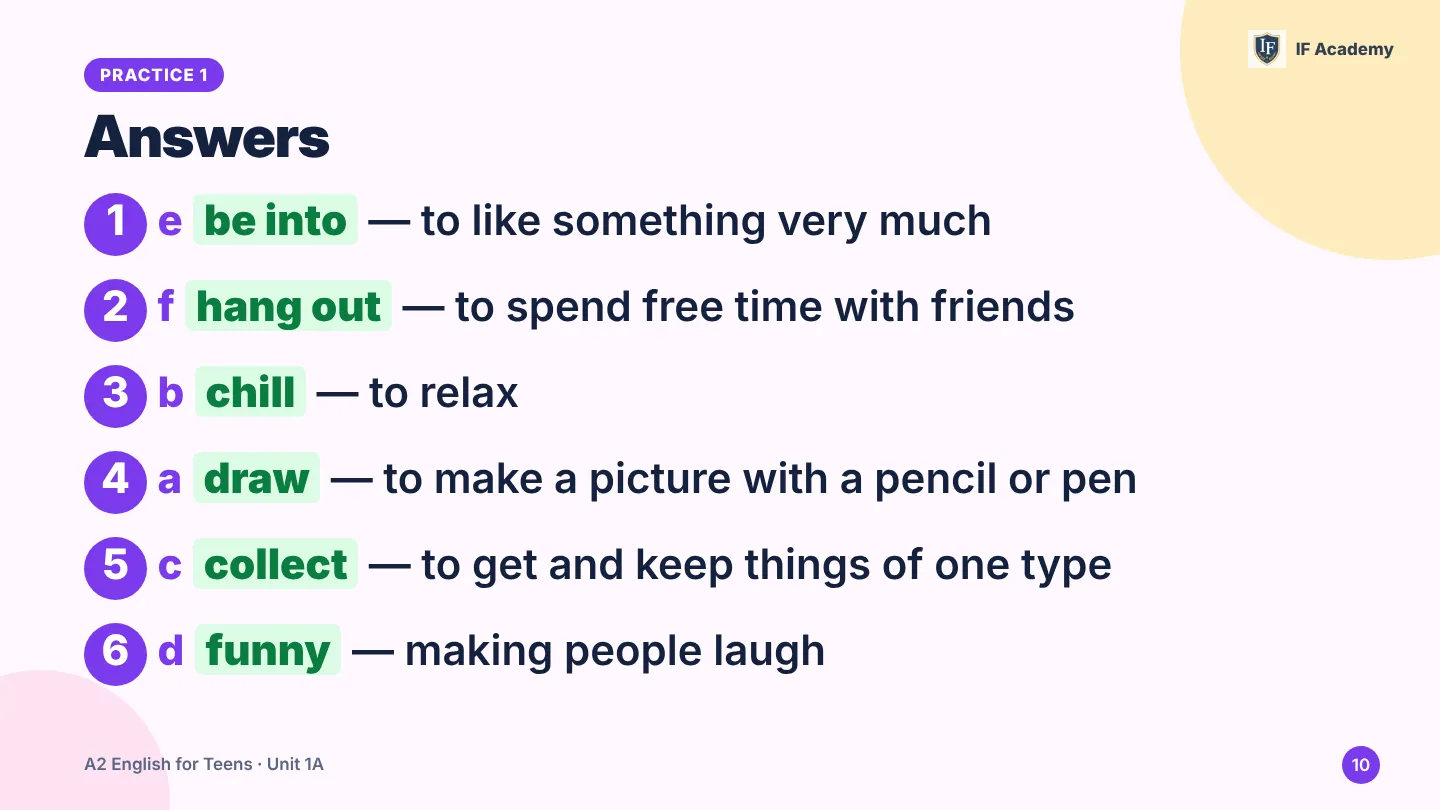 IF IF Academy
PRACTICE 1
Answers
1 e be into — to like something very much
2 f hang out — to spend free time with friends
3 b chill — to relax
4 a draw — to make a picture with a pencil or pen
5 c collect — to get and keep things of one type
6 d funny — making people laugh
A2 English for Teens · Unit 1A
10